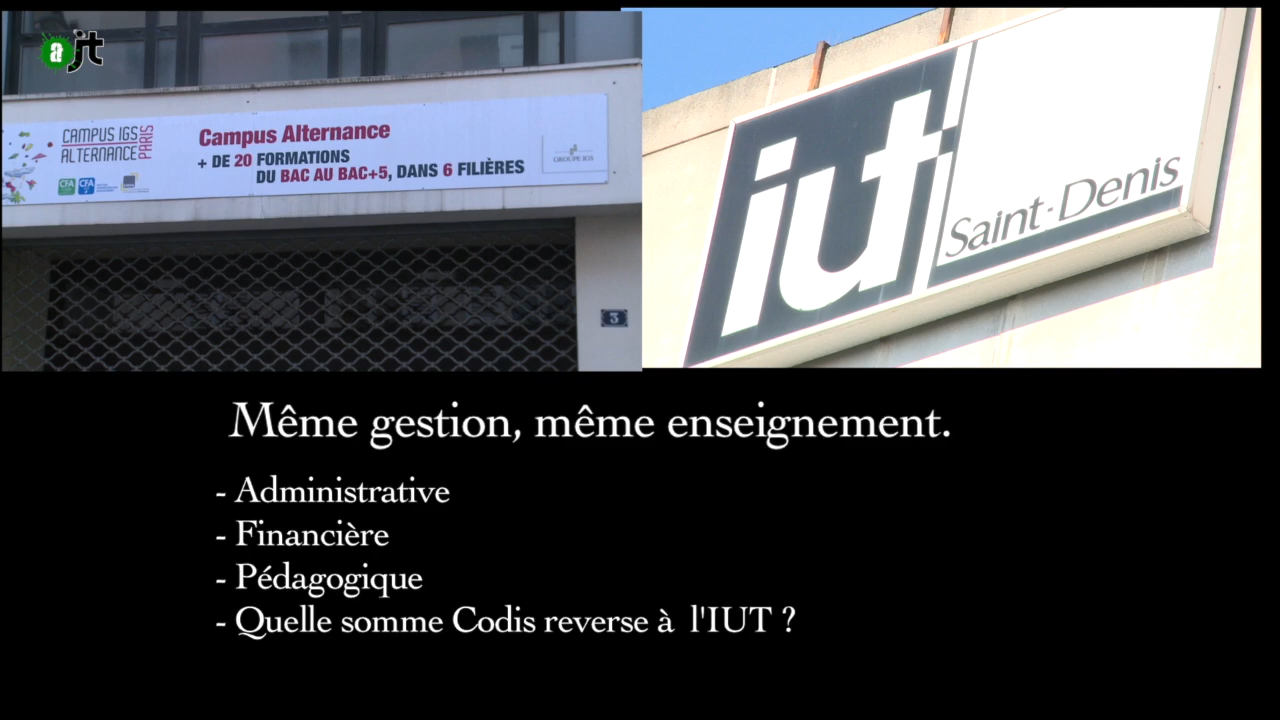 ajt
CAMPUS IGS
ALTERNANCE
PARIS
Campus Alternance
+ DE 20 FORMATIONS
DU BAC AU BAC+5, DANS 6 FILIÈRES
CFA
CFA
GROUPE IGS
3
iut
Saint-Denis
Même gestion, même enseignement.
- Administrative
- Financière
- Pédagogique
- Quelle somme Codis reverse à l'IUT ?